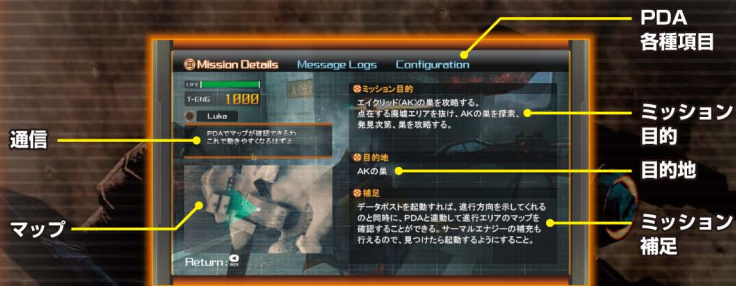 PDA
各種項目
Mission Details Message Logs Configuration
LIFE
T-ENG 1000
Luka
通信
PDAでマップが確認できるわ
これで動きやすくなるはずよ
マップ
Return:
ミッション目的
エイクリッド(AK)の巣を攻略する。
点在する廃墟エリアを抜け、AKの巣を探索、
発見次第、巣を攻略する。
ミッション
目的
目的地
AKの巣
目的地
補足
データポストを起動すれば、進行方向を示してくれる
のと同時に、PDAと連動して進行エリアのマップを
確認することができる。サーマルエナジーの補充も
行えるので、見つけたら起動するようにすること。
ミッション
補足